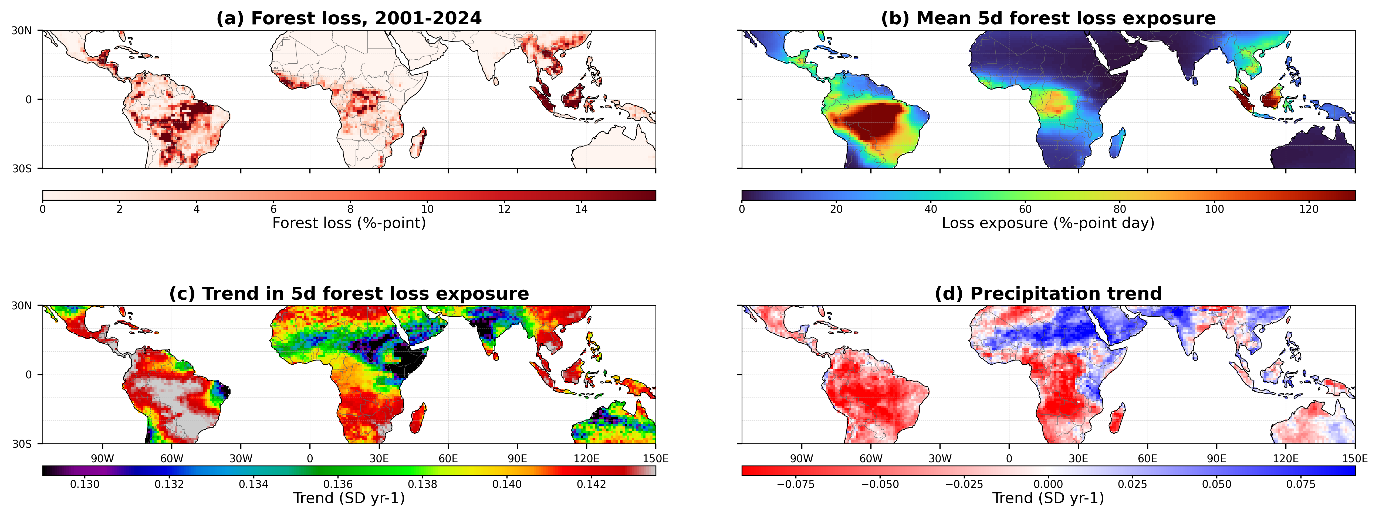 (a) Forest loss, 2001-2024
30N
0
30S
0 2 4 6 8 10 12 14
Forest loss (%-point)
(b) Mean 5d forest loss exposure
0 20 40 60 80 100 120
Loss exposure (%-point day)
(c) Trend in 5d forest loss exposure
30N
0
30S
90W 60W 30W 0 30E 60E 90E 120E 150E
0.130 0.132 0.134 0.136 0.138 0.140 0.142
Trend (SD yr-1)
(d) Precipitation trend
90W 60W 30W 0 30E 60E 90E 120E 150E
−0.075 −0.050 −0.025 0.000 0.025 0.050 0.075
Trend (SD yr-1)